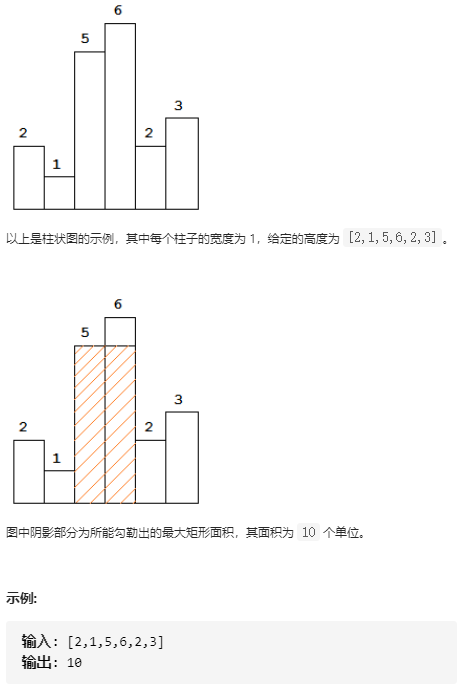 6
5
2
1
2
3
以上是柱状图的示例，其中每个柱子的宽度为 1，给定的高度为 [2,1,5,6,2,3]。
6
5
2
1
2
3
图中阴影部分为所能勾勒出的最大矩形面积，其面积为 10 个单位。
示例:
输入: [2,1,5,6,2,3]
输出: 10